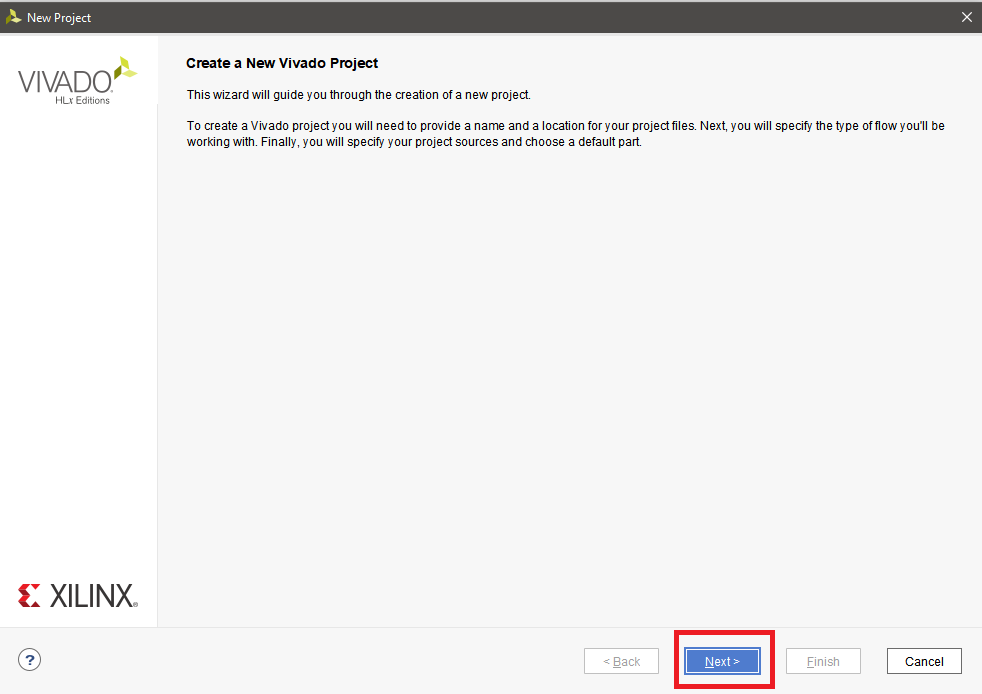 New Project
VIVADO.
HLx Editions
Create a New Vivado Project
This wizard will guide you through the creation of a new project.
To create a Vivado project you will need to provide a name and a location for your project files. Next, you will specify the type of flow you'll be
working with. Finally, you will specify your project sources and choose a default part.
XILINX®
?
< Back
Next >
Finish
Cancel